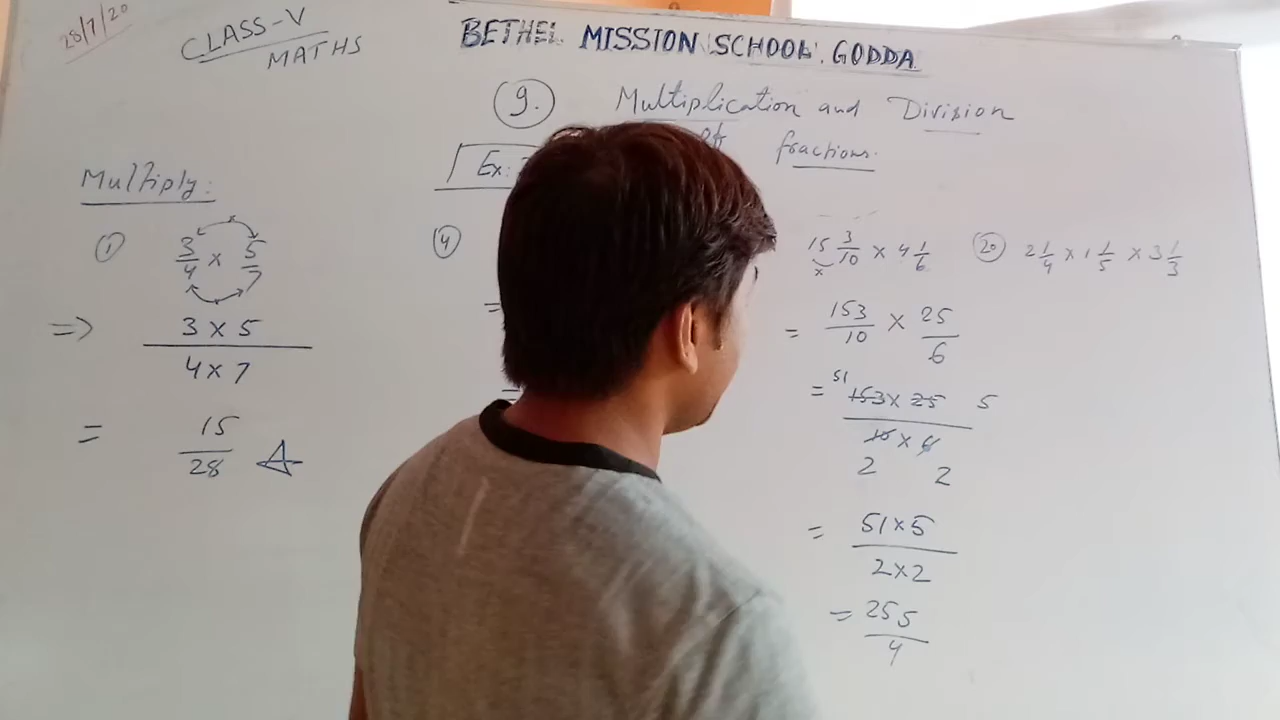 28/7/20
CLASS-V
MATHS
BETHEL MISSION SCHOOL GODDA
9. Multiplication and Division
of fractions.
Ex:
Multiply:
① 3/4 × 5/7
=> 3 × 5 / 4 × 7
= 15/28 A
④
=
=
15 3/10 × 4 1/6
x
= 153/10 × 25/6
= 51 153 × 25 5 / 10 × 6
2 2
= 51 × 5 / 2 × 2
= 255/4
⑳ 2 1/4 × 1 1/5 × 3 1/3